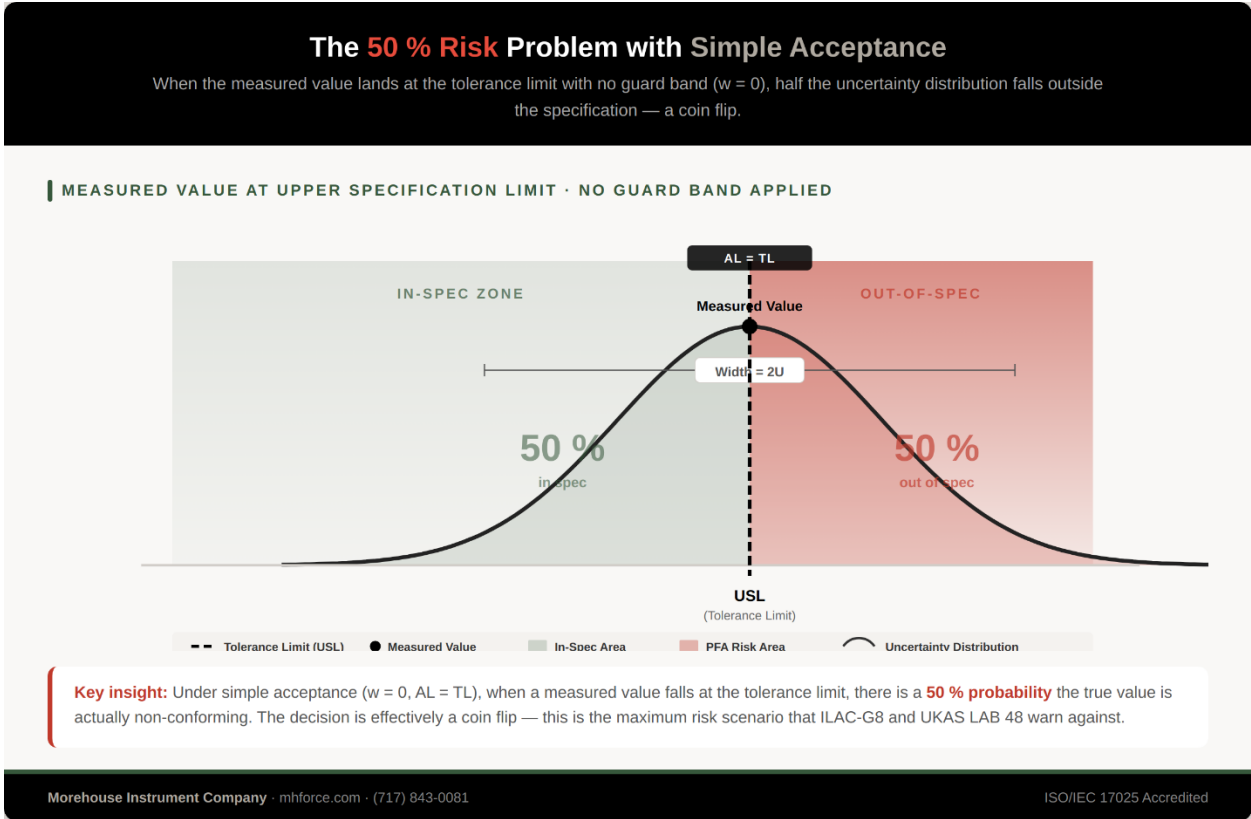 The 50 % Risk Problem with Simple Acceptance
When the measured value lands at the tolerance limit with no guard band (w = 0), half the uncertainty distribution falls outside
the specification — a coin flip.
MEASURED VALUE AT UPPER SPECIFICATION LIMIT · NO GUARD BAND APPLIED
AL = TL
IN-SPEC ZONE
OUT-OF-SPEC
Measured Value
Width = 2U
50 %
in spec
50 %
out of spec
USL
(Tolerance Limit)
Tolerance Limit (USL)
Measured Value
In-Spec Area
PFA Risk Area
Uncertainty Distribution
Key insight: Under simple acceptance (w = 0, AL = TL), when a measured value falls at the tolerance limit, there is a 50 % probability the true value is
actually non-conforming. The decision is effectively a coin flip — this is the maximum risk scenario that ILAC-G8 and UKAS LAB 48 warn against.
Morehouse Instrument Company · mhforce.com · (717) 843-0081
ISO/IEC 17025 Accredited